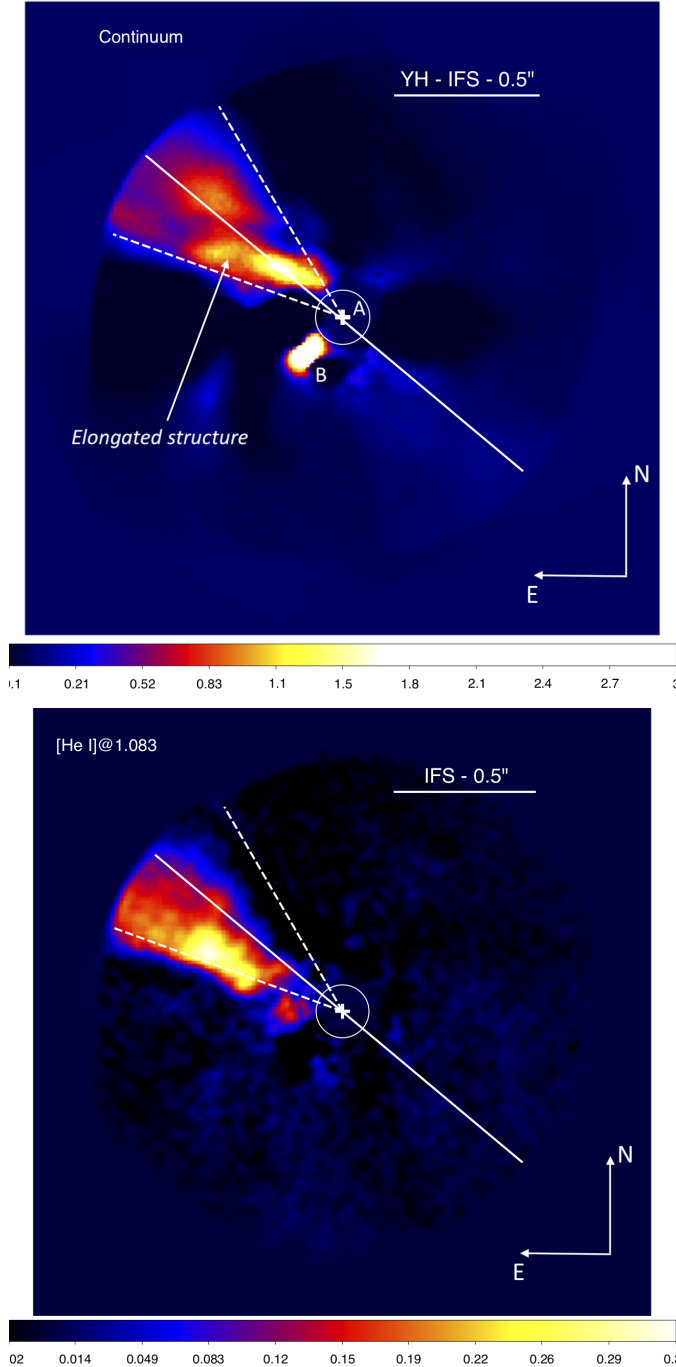 Continuum
YH - IFS - 0.5"
A
B
Elongated structure
N
E
0.21 0.52 0.83 1.1 1.5 1.8 2.1 2.4 2.7
[He I]@1.083
IFS - 0.5"
N
E
02 0.014 0.049 0.083 0.12 0.15 0.19 0.22 0.26 0.29